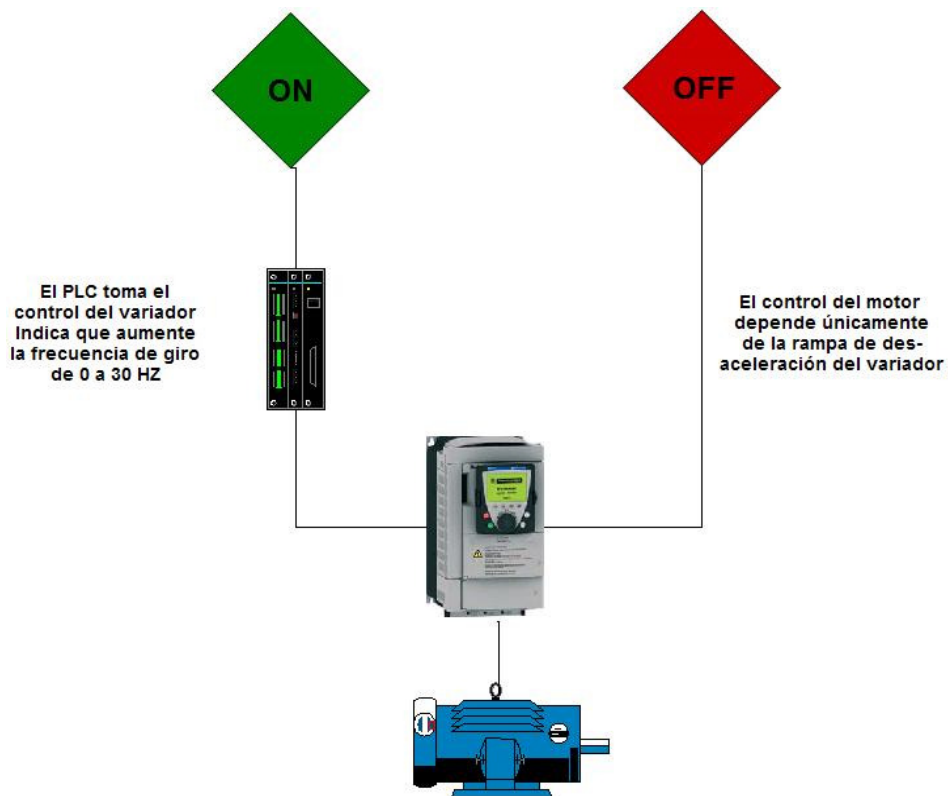 ON
OFF
El PLC toma el
control del variador
Indica que aumente
la frecuencia de giro
de 0 a 30 HZ
El control del motor
depende únicamente
de la rampa de des-
aceleración del variador